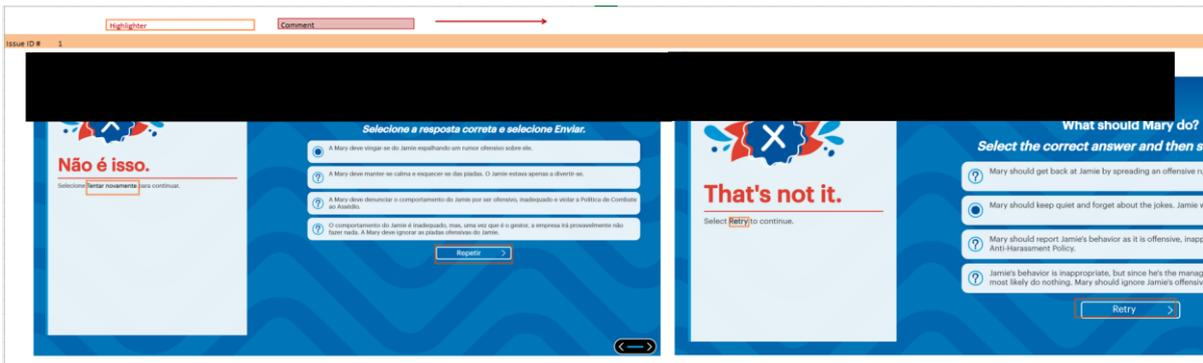 Highlighter
Comment
Issue ID # 1
Não é isso.
Selecione Tentar novamente para continuar.
Selecione a resposta correta e selecione Enviar.
A Mary deve vingar-se do Jamie espalhando um rumor ofensivo sobre ele.
A Mary deve manter-se calma e esquecer-se das piadas. O Jamie estava apenas a divertir-se.
A Mary deve denunciar o comportamento do Jamie por ser ofensivo, inadequado e violar a Política de Combate
ao Assédio.
O comportamento do Jamie é inadequado, mas, uma vez que é o gestor, a empresa irá provavelmente não
fazer nada. A Mary deve ignorar as piadas ofensivas do Jamie.
Repetir
That's not it.
Select Retry to continue.
What should Mary do?
Select the correct answer and then s
Mary should get back at Jamie by spreading an offensive ru
Mary should keep quiet and forget about the jokes. Jamie w
Mary should report Jamie's behavior as it is offensive, inapp
Anti-Harassment Policy.
Jamie's behavior is inappropriate, but since he's the manag
most likely do nothing. Mary should ignore Jamie's offensiv
Retry